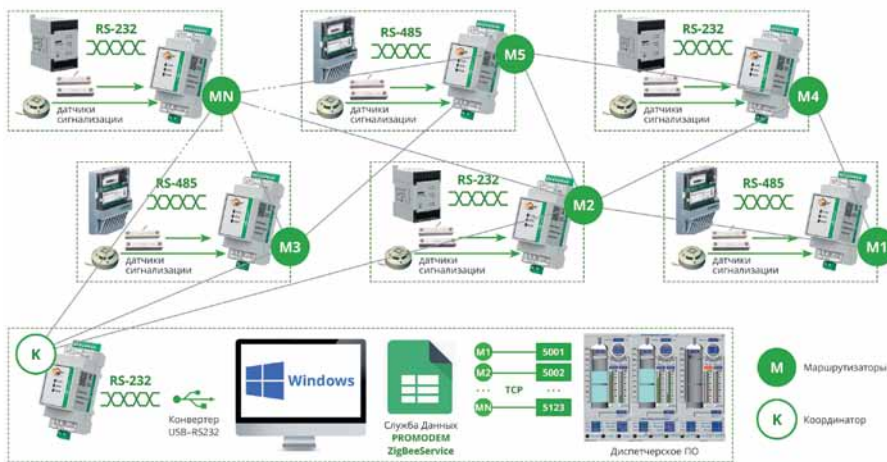 RS-232
MN
датчики
сигнализации
RS-485
M5
датчики
сигнализации
RS-232
M4
датчики
сигнализации
RS-485
M3
датчики
сигнализации
RS-232
M2
датчики
сигнализации
RS-485
M1
датчики
сигнализации
K
RS-232
Конвертер
USB–RS232
Windows
Служба Данных
PROMODEM
ZigBeeService
M1
5001
M2
5002
... TCP ...
MN
5123
Диспетчерское ПО
M
Маршрутизаторы
K
Координатор